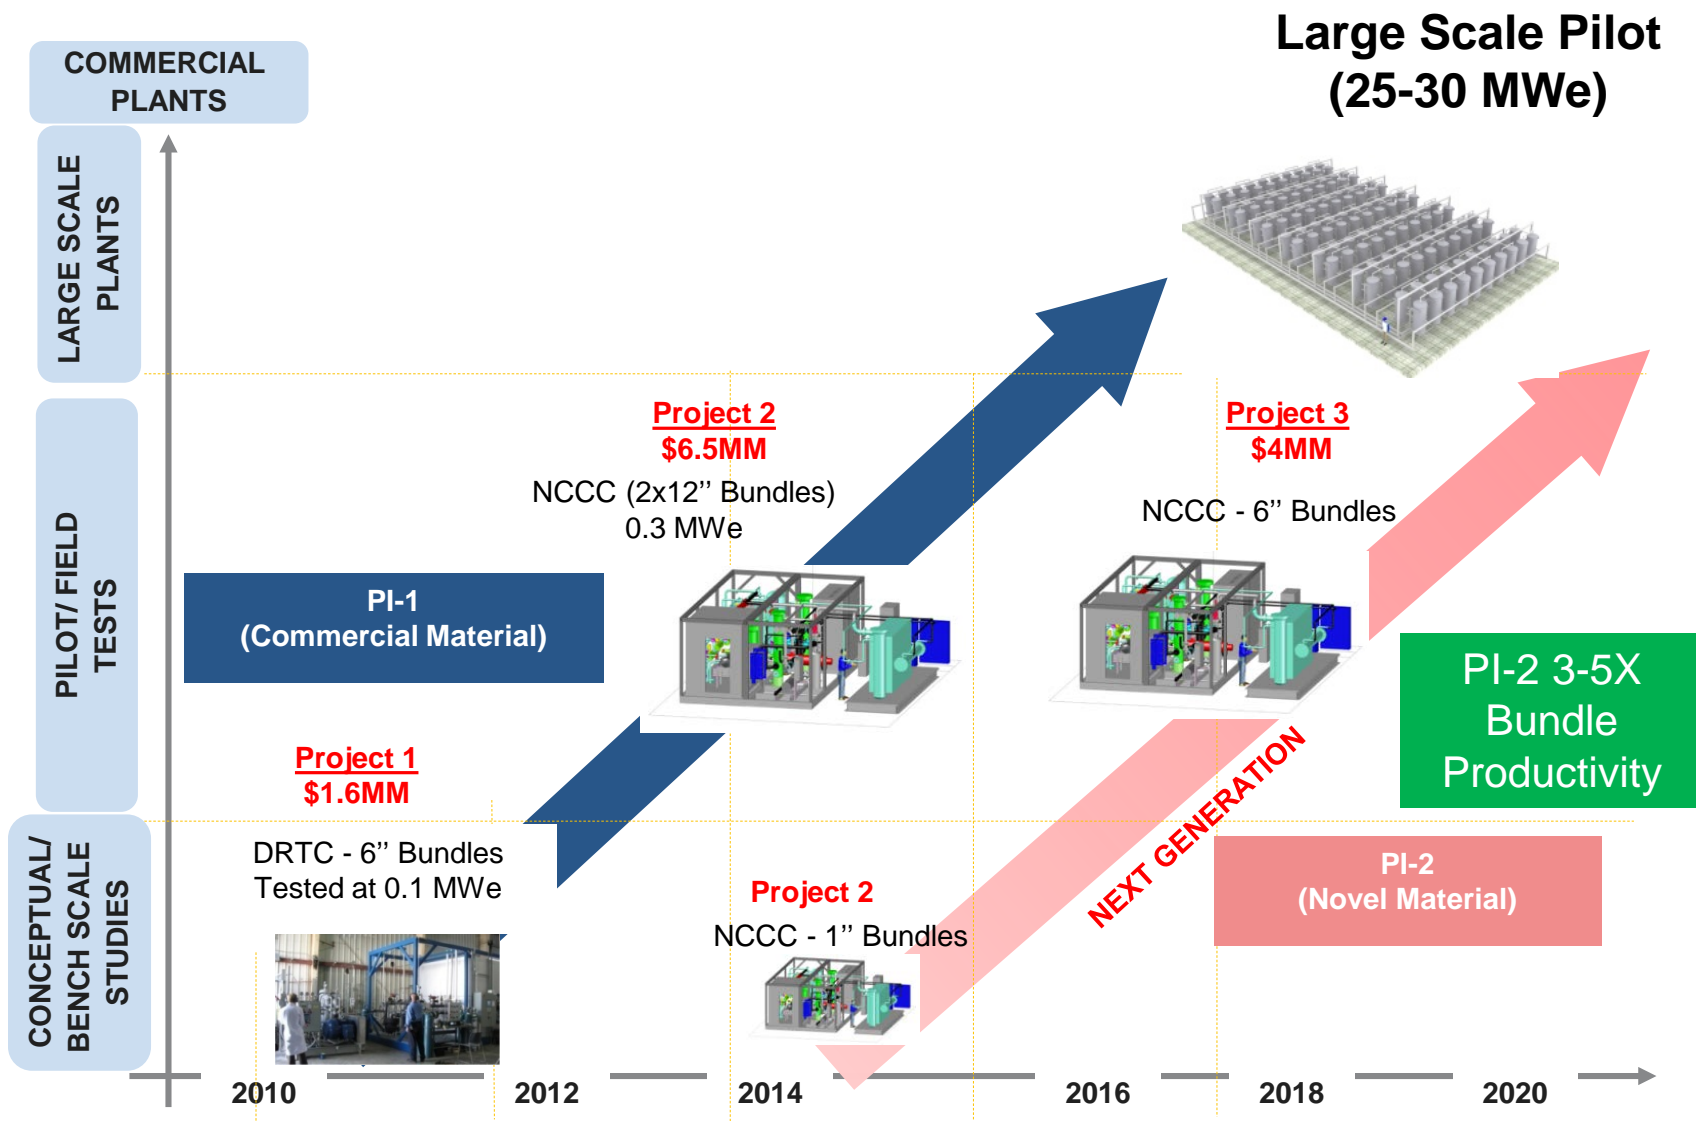 Large Scale Pilot
(25-30 MWe)
COMMERCIAL
PLANTS
LARGE SCALE
PLANTS
PILOT/ FIELD
TESTS
CONCEPTUAL/
BENCH SCALE
STUDIES
Project 2
$6.5MM
NCCC (2x12’’ Bundles)
0.3 MWe
Project 3
$4MM
NCCC - 6’’ Bundles
PI-1
(Commercial Material)
PI-2 3-5X
Bundle
Productivity
Project 1
$1.6MM
DRTC - 6’’ Bundles
Tested at 0.1 MWe
NEXT GENERATION
PI-2
(Novel Material)
Project 2
NCCC - 1’’ Bundles
2010
2012
2014
2016
2018
2020